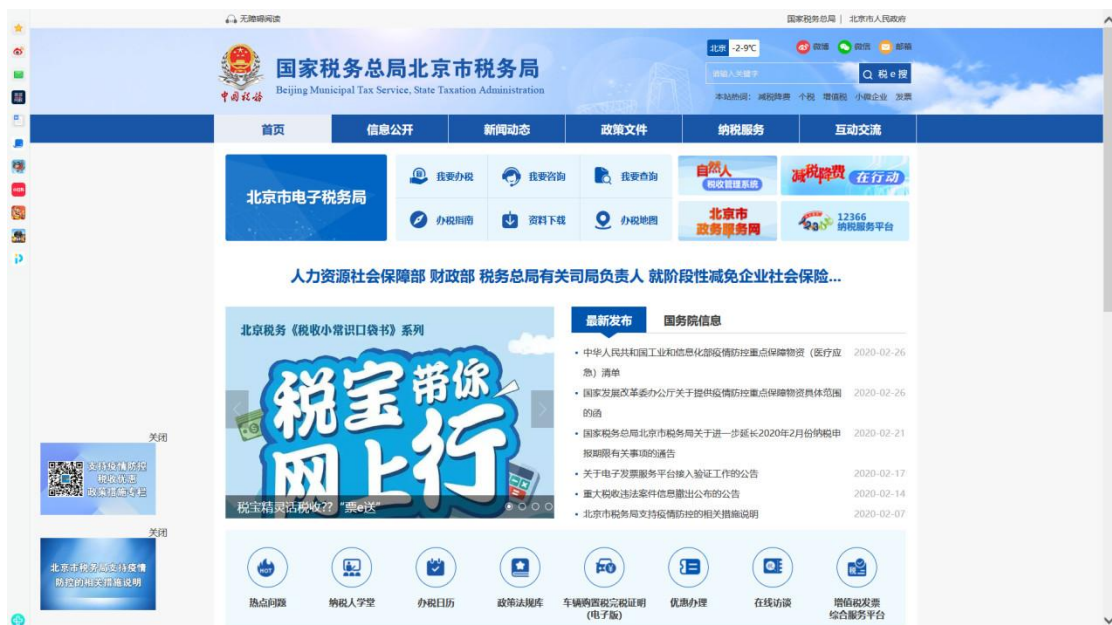 无障碍阅读
国家税务总局 | 北京市人民政府
中国税务
国家税务总局北京市税务局
Beijing Municipal Tax Service, State Taxation Administration
北京 -2-9℃
微博 微信 邮箱
请输入关键字
税e搜
本站热词: 减税降费 个税 增值税 小微企业 发票
首页 信息公开 新闻动态 政策文件 纳税服务 互动交流
北京市电子税务局
我要办税 我要咨询 我要查询
办税指南 资料下载 办税地图
自然人
税收管理系统
减税降费 在行动
北京市
政务服务网
12366
纳税服务平台
人力资源社会保障部 财政部 税务总局有关司局负责人 就阶段性减免企业社会保险...
北京税务《税收小常识口袋书》系列
税宝带你
网上行
税宝精灵话税收??“票e送”
最新发布 国务院信息
• 中华人民共和国工业和信息化部疫情防控重点保障物资（医疗应 2020-02-26
急）清单
• 国家发展改革委办公厅关于提供疫情防控重点保障物资具体范围 2020-02-26
的函
• 国家税务总局北京市税务局关于进一步延长2020年2月份纳税申 2020-02-21
报期限有关事项的通告
• 关于电子发票服务平台接入验证工作的公告 2020-02-17
• 重大税收违法案件信息撤出公布的公告 2020-02-14
• 北京市税务局支持疫情防控的相关措施说明 2020-02-07
关闭
支持疫情防控
税收优惠
政策措施专栏
关闭
北京市税务局支持疫情
防控的相关措施说明
HOT
热点问题 纳税人学堂 办税日历 政策法规库 车辆购置税完税证明
(电子版) 优惠办理 在线访谈 增值税发票
综合服务平台